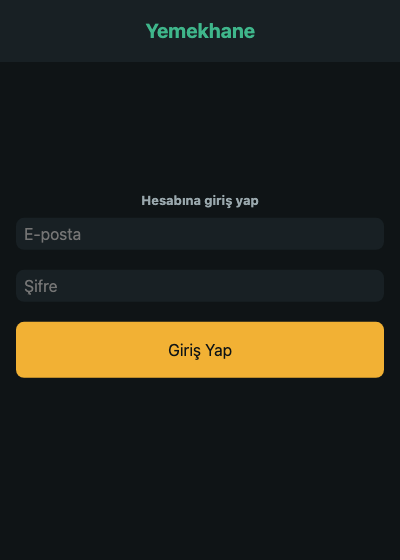 Yemekhane
Hesabına giriş yap
E-posta
Şifre
Giriş Yap